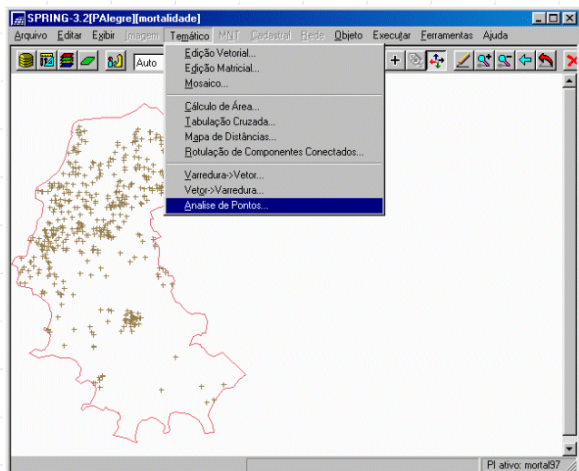 SPRING-3.2[PAlegre][mortalidade]
Arquivo Editar Exibir Imagem Temático MNT Cadastral Rede Objeto Executar Ferramentas Ajuda
Auto
Edição Vetorial...
Edição Matricial...
Mosaico...
Cálculo de Área...
Tabulação Cruzada...
Mapa de Distâncias...
Rotulação de Componentes Conectados...
Varredura->Vetor...
Vetor->Varredura...
Analise de Pontos...
PI ativo: mortal97